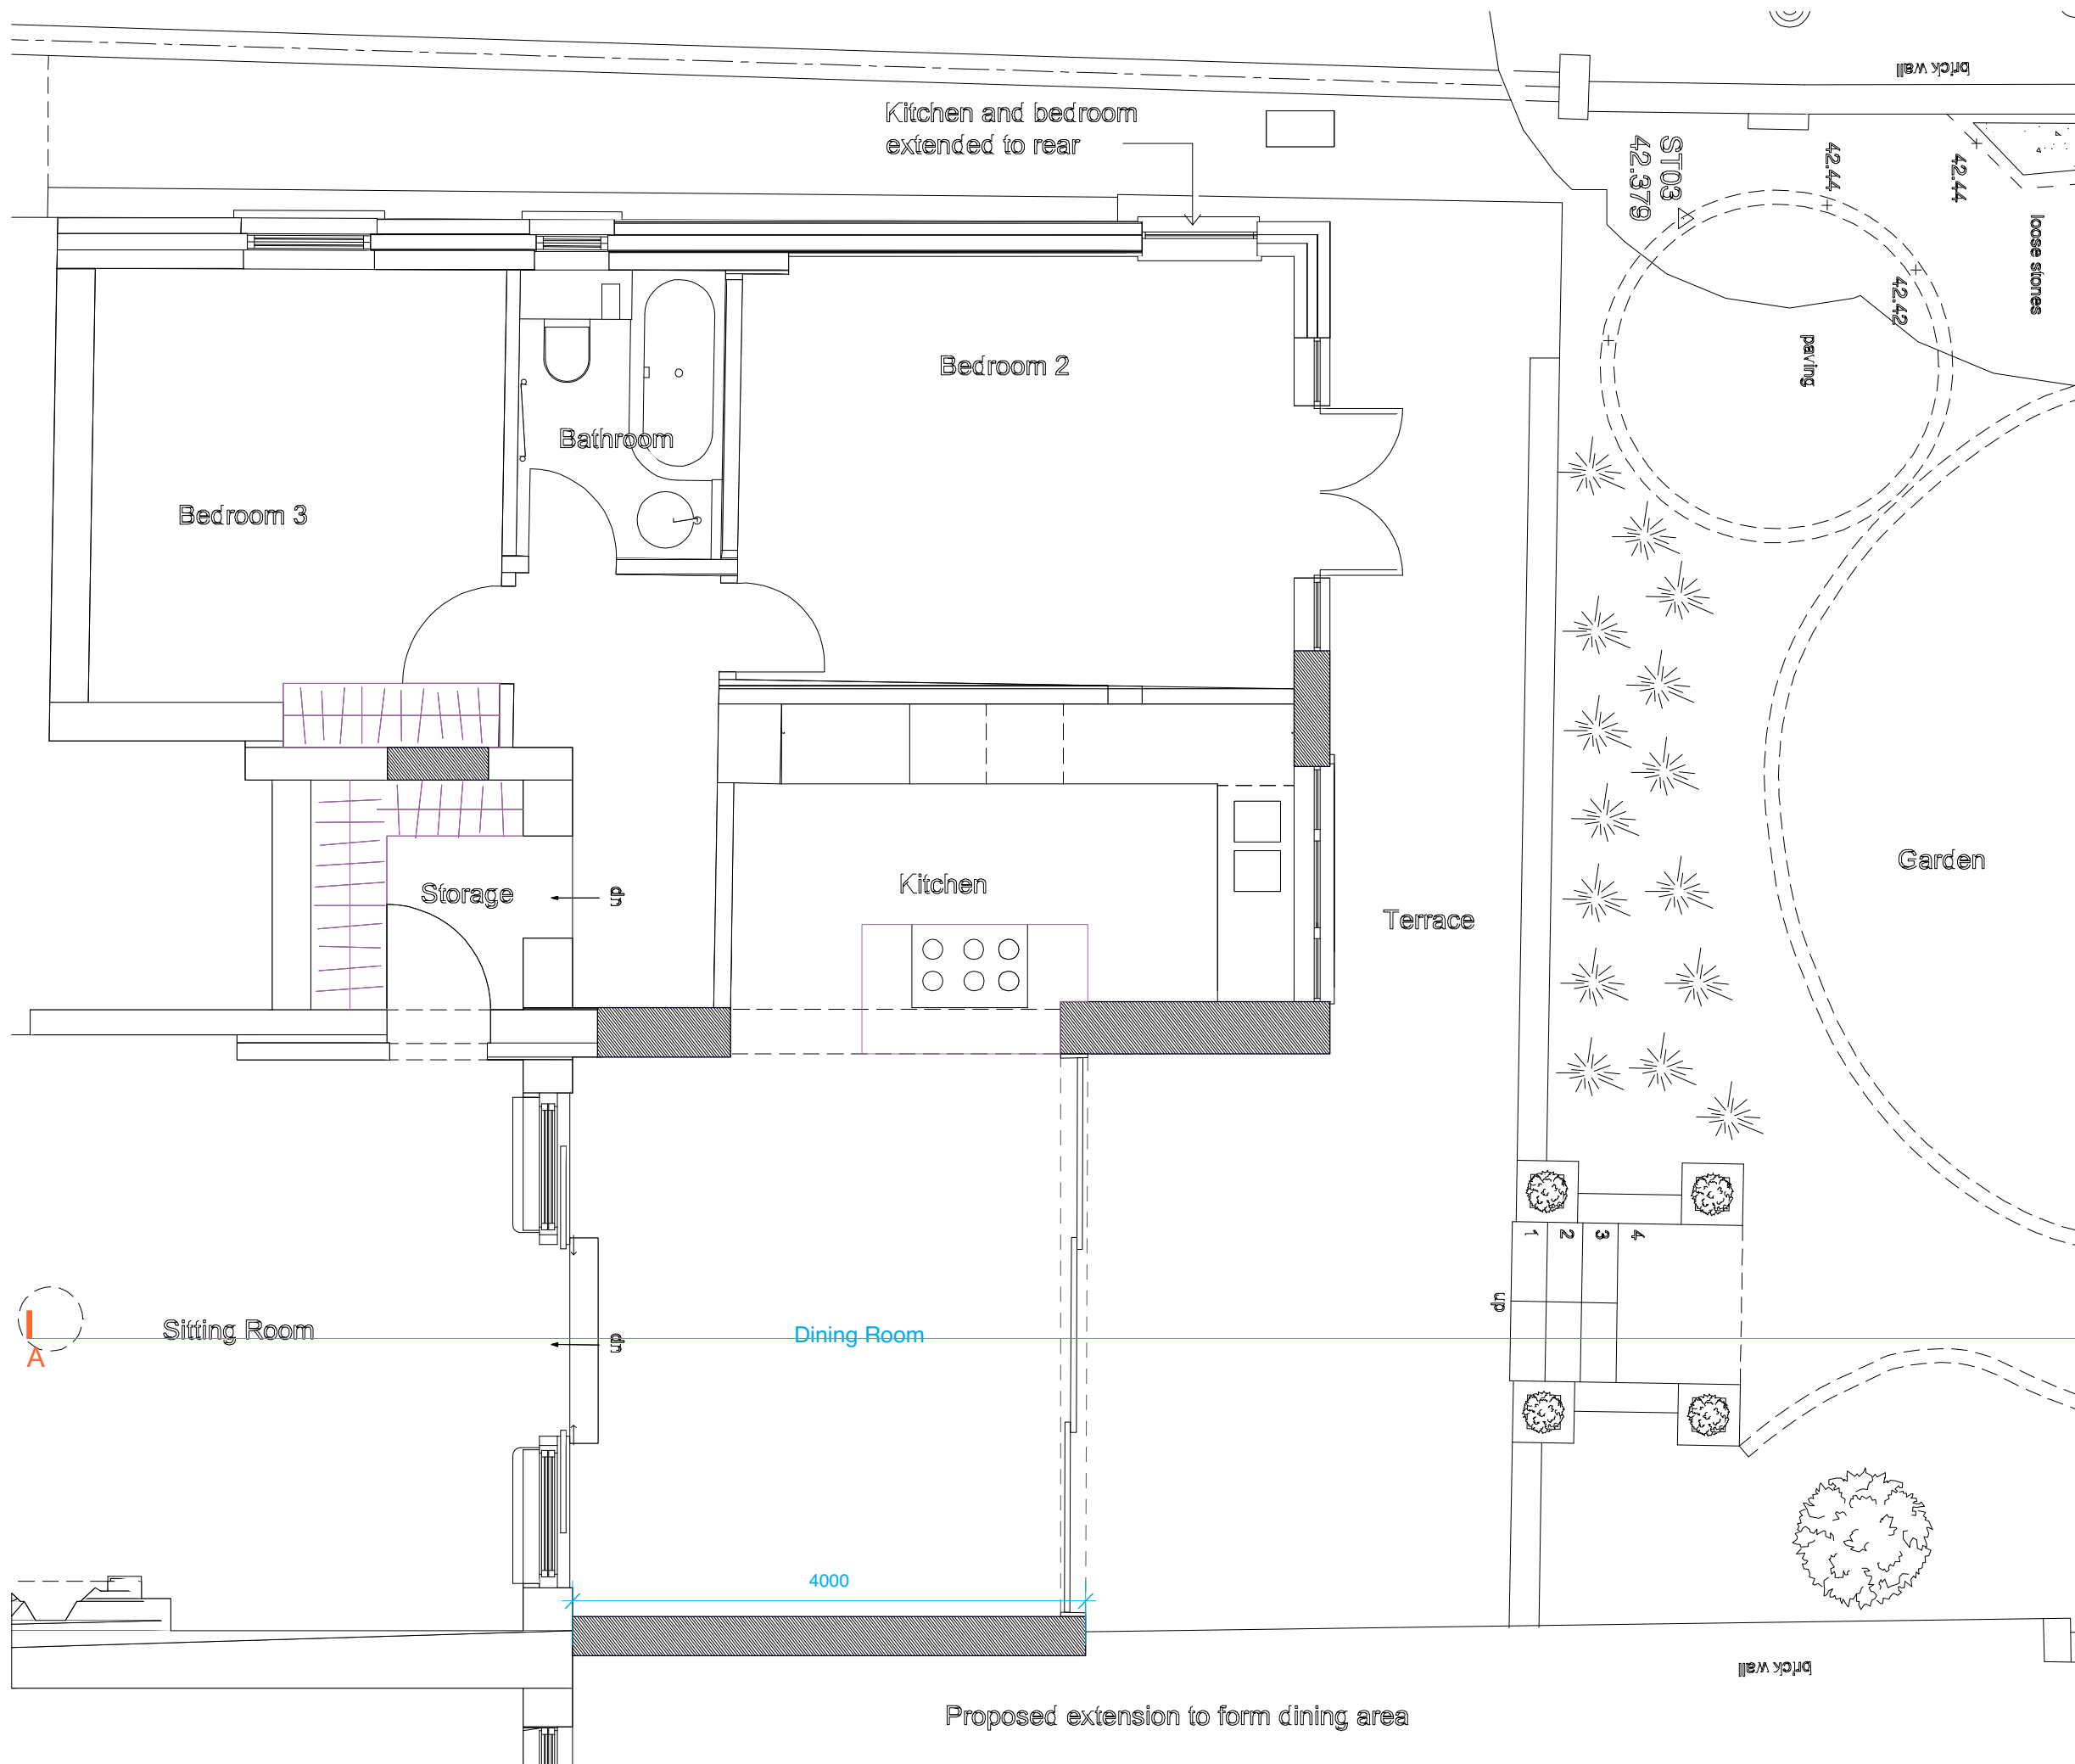 brick wall
Kitchen and bedroom
extended to rear
ST03
42.379
42.44
42.44
loose stones
42.42
paving
Bedroom 2
Bathroom
Bedroom 3
Garden
Kitchen
Storage
dn
Terrace
1
2
3
4
up
Sitting Room
A
Dining Room
dn
4000
brick wall
Proposed extension to form dining area